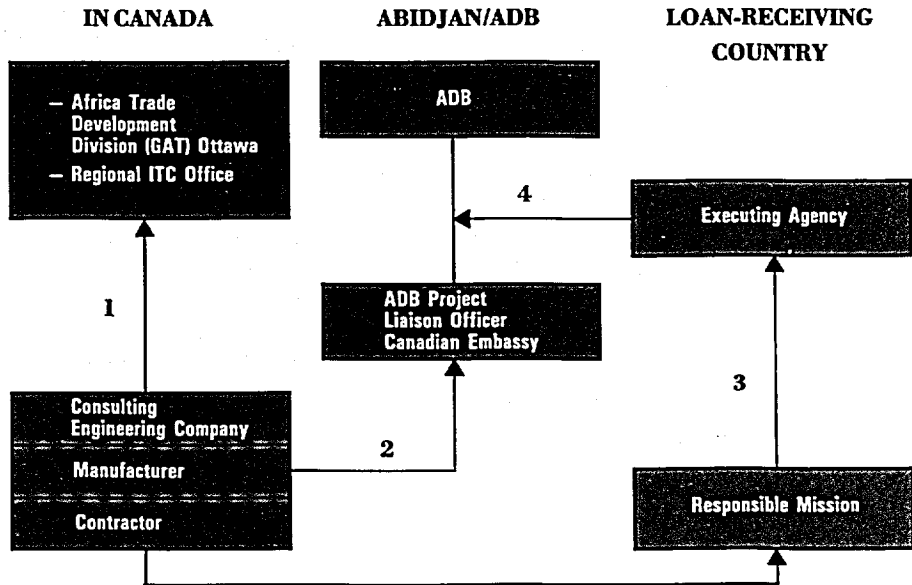 IN CANADA
ABIDJAN/ADB
LOAN-RECEIVING
COUNTRY
– Africa Trade
Development
Division (GAT) Ottawa
– Regional ITC Office
ADB
4
Executing Agency
1
ADB Project
Liaison Officer
Canadian Embassy
3
Consulting
Engineering Company
2
Manufacturer
Contractor
Responsible Mission